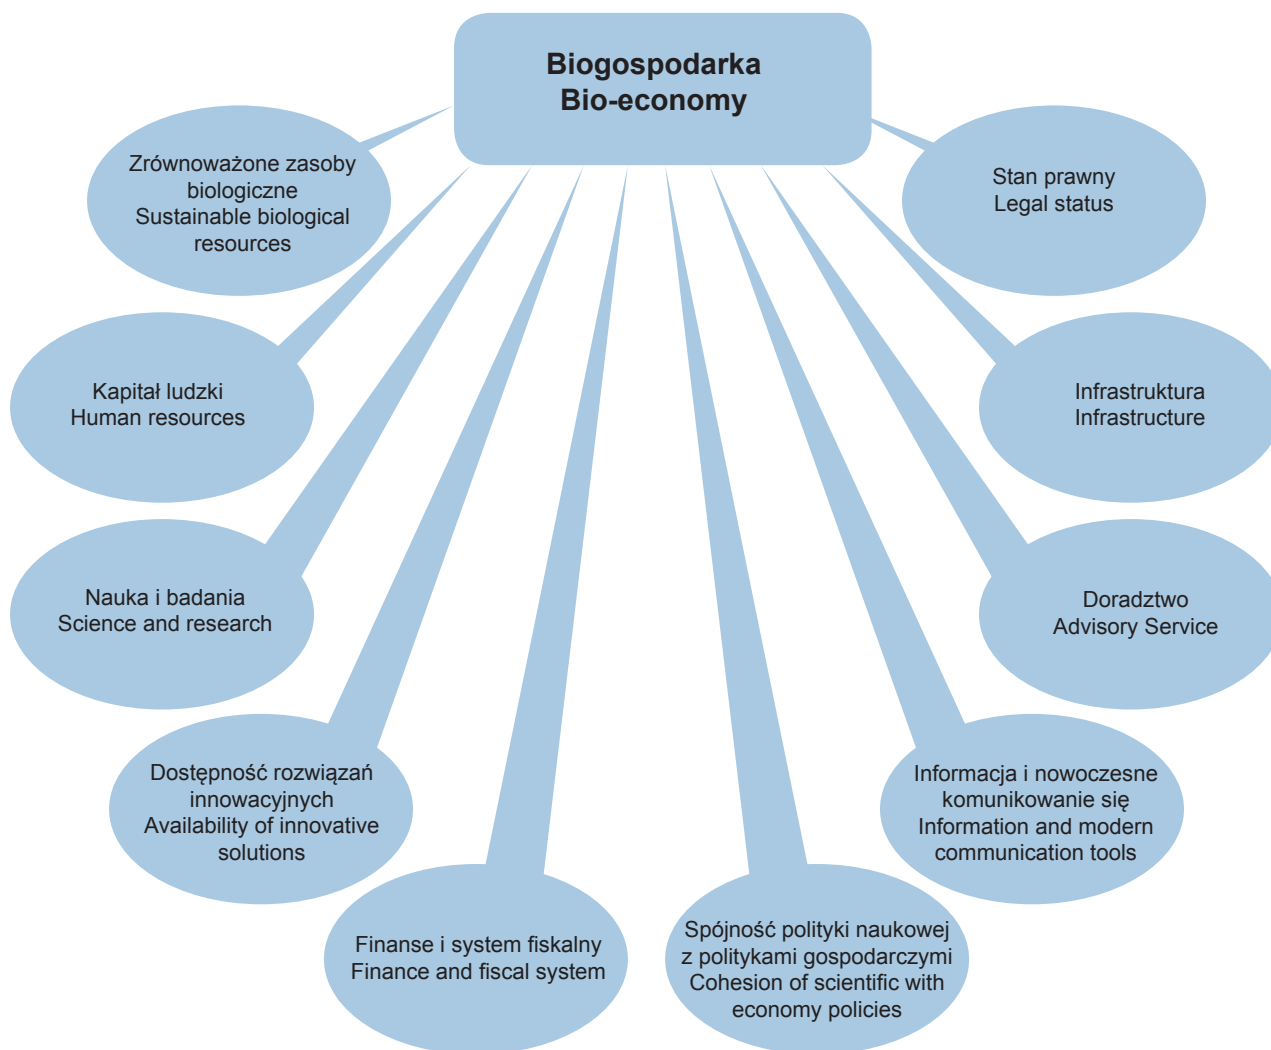 Biogospodarka
Bio-economy
Zrównoważone zasoby
biologiczne
Sustainable biological
resources
Stan prawny
Legal status
Kapitał ludzki
Human resources
Infrastruktura
Infrastructure
Nauka i badania
Science and research
Doradztwo
Advisory Service
Dostępność rozwiązań
innowacyjnych
Availability of innovative
solutions
Informacja i nowoczesne
komunikowanie się
Information and modern
communication tools
Finanse i system fiskalny
Finance and fiscal system
Spójność polityki naukowej
z politykami gospodarczymi
Cohesion of scientific with
economy policies